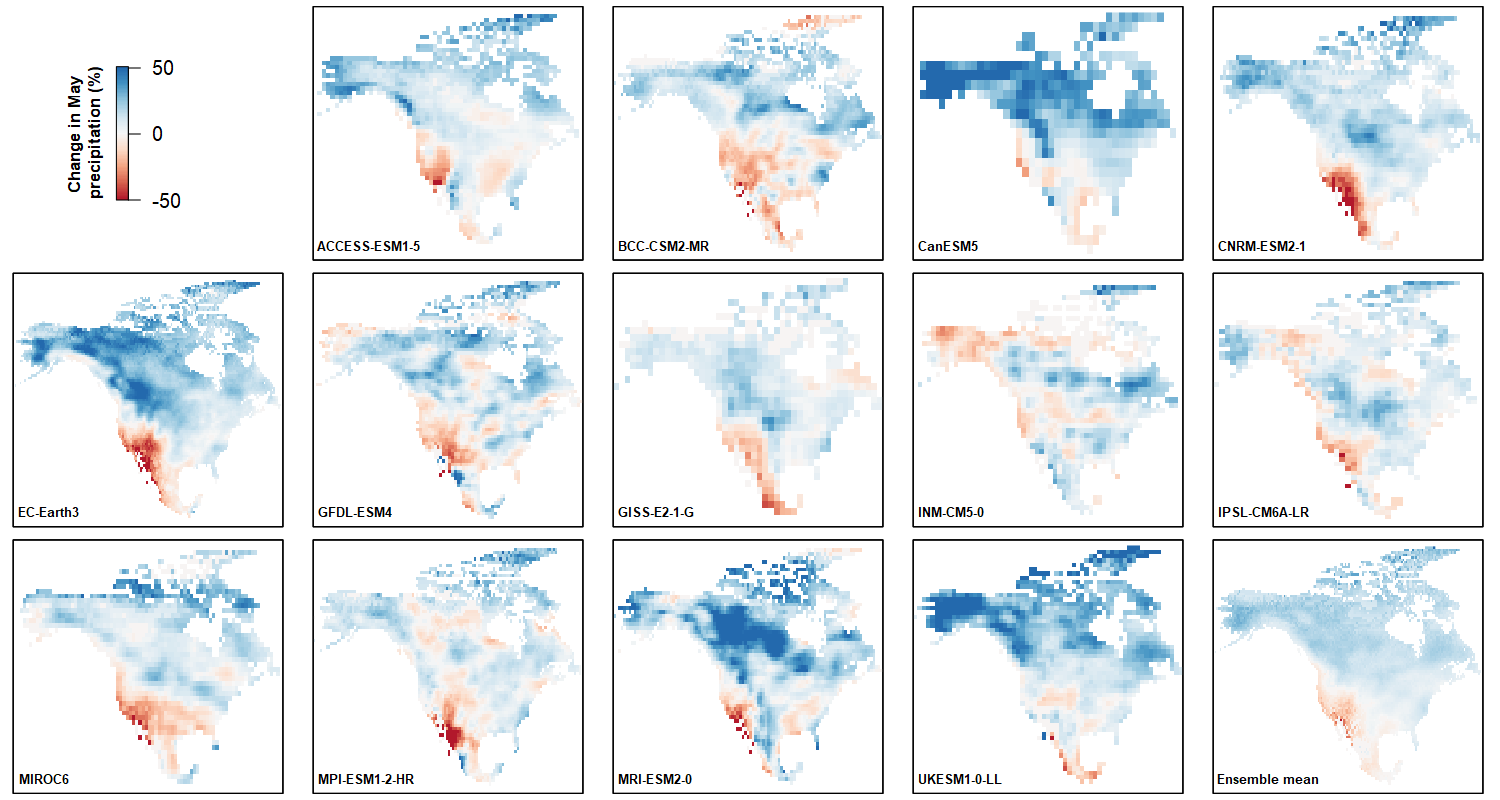 Change in May
precipitation (%)
50
0
-50
ACCESS-ESM1-5
BCC-CSM2-MR
CanESM5
CNRM-ESM2-1
EC-Earth3
GFDL-ESM4
GISS-E2-1-G
INM-CM5-0
IPSL-CM6A-LR
MIROC6
MPI-ESM1-2-HR
MRI-ESM2-0
UKESM1-0-LL
Ensemble mean